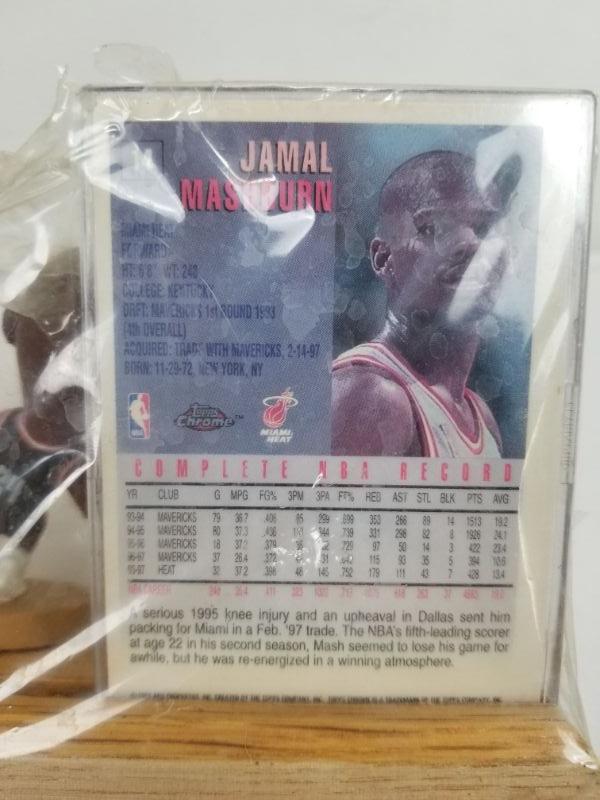 14
JAMAL
MASHBURN
MIAMI HEAT
FORWARD
HT: 6'8" WT: 240
COLLEGE: KENTUCKY
DRFT: MAVERICKS 1st ROUND 1993
(4th OVERALL)
ACQUIRED: TRADE WITH MAVERICKS, 2-14-97
BORN: 11-29-72, NEW YORK, NY
Topps Chrome™
MIAMI HEAT
COMPLETE NBA RECORD
YR CLUB G MPG FG% 3PM 3PA FT% REB AST STL BLK PTS AVG
93-94 MAVERICKS 79 36.7 .406 85 299 .699 353 266 89 14 1513 19.2
94-95 MAVERICKS 80 37.3 .436 344 .739 331 298 82 8 1926 24.1
95-96 MAVERICKS 18 37.2 .379 .729 97 50 14 3 422 23.4
96-97 MAVERICKS 37 26.4 .372 115 93 35 5 394 10.6
96-97 HEAT 32 37.2 .398 48 145 .752 179 111 43 7 428 13.4
NBA CAREER
A serious 1995 knee injury and an upheaval in Dallas sent him
packing for Miami in a Feb. '97 trade. The NBA's fifth-leading scorer
at age 22 in his second season, Mash seemed to lose his game for
awhile, but he was re-energized in a winning atmosphere.